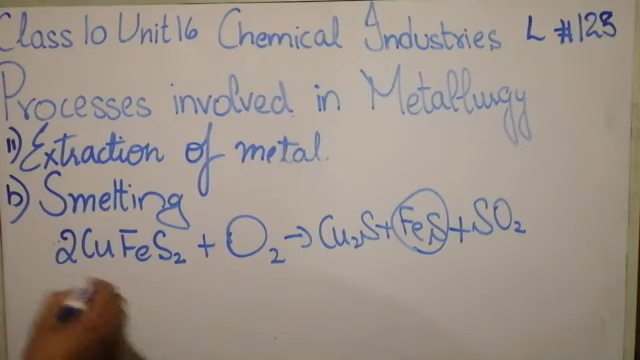 Class 10 Unit 16 Chemical Industries L #123
Processes involved in Metallurgy
ii) Extraction of metal.
b) Smelting
2CuFeS₂ + O₂ → Cu₂S + FeS + SO₂